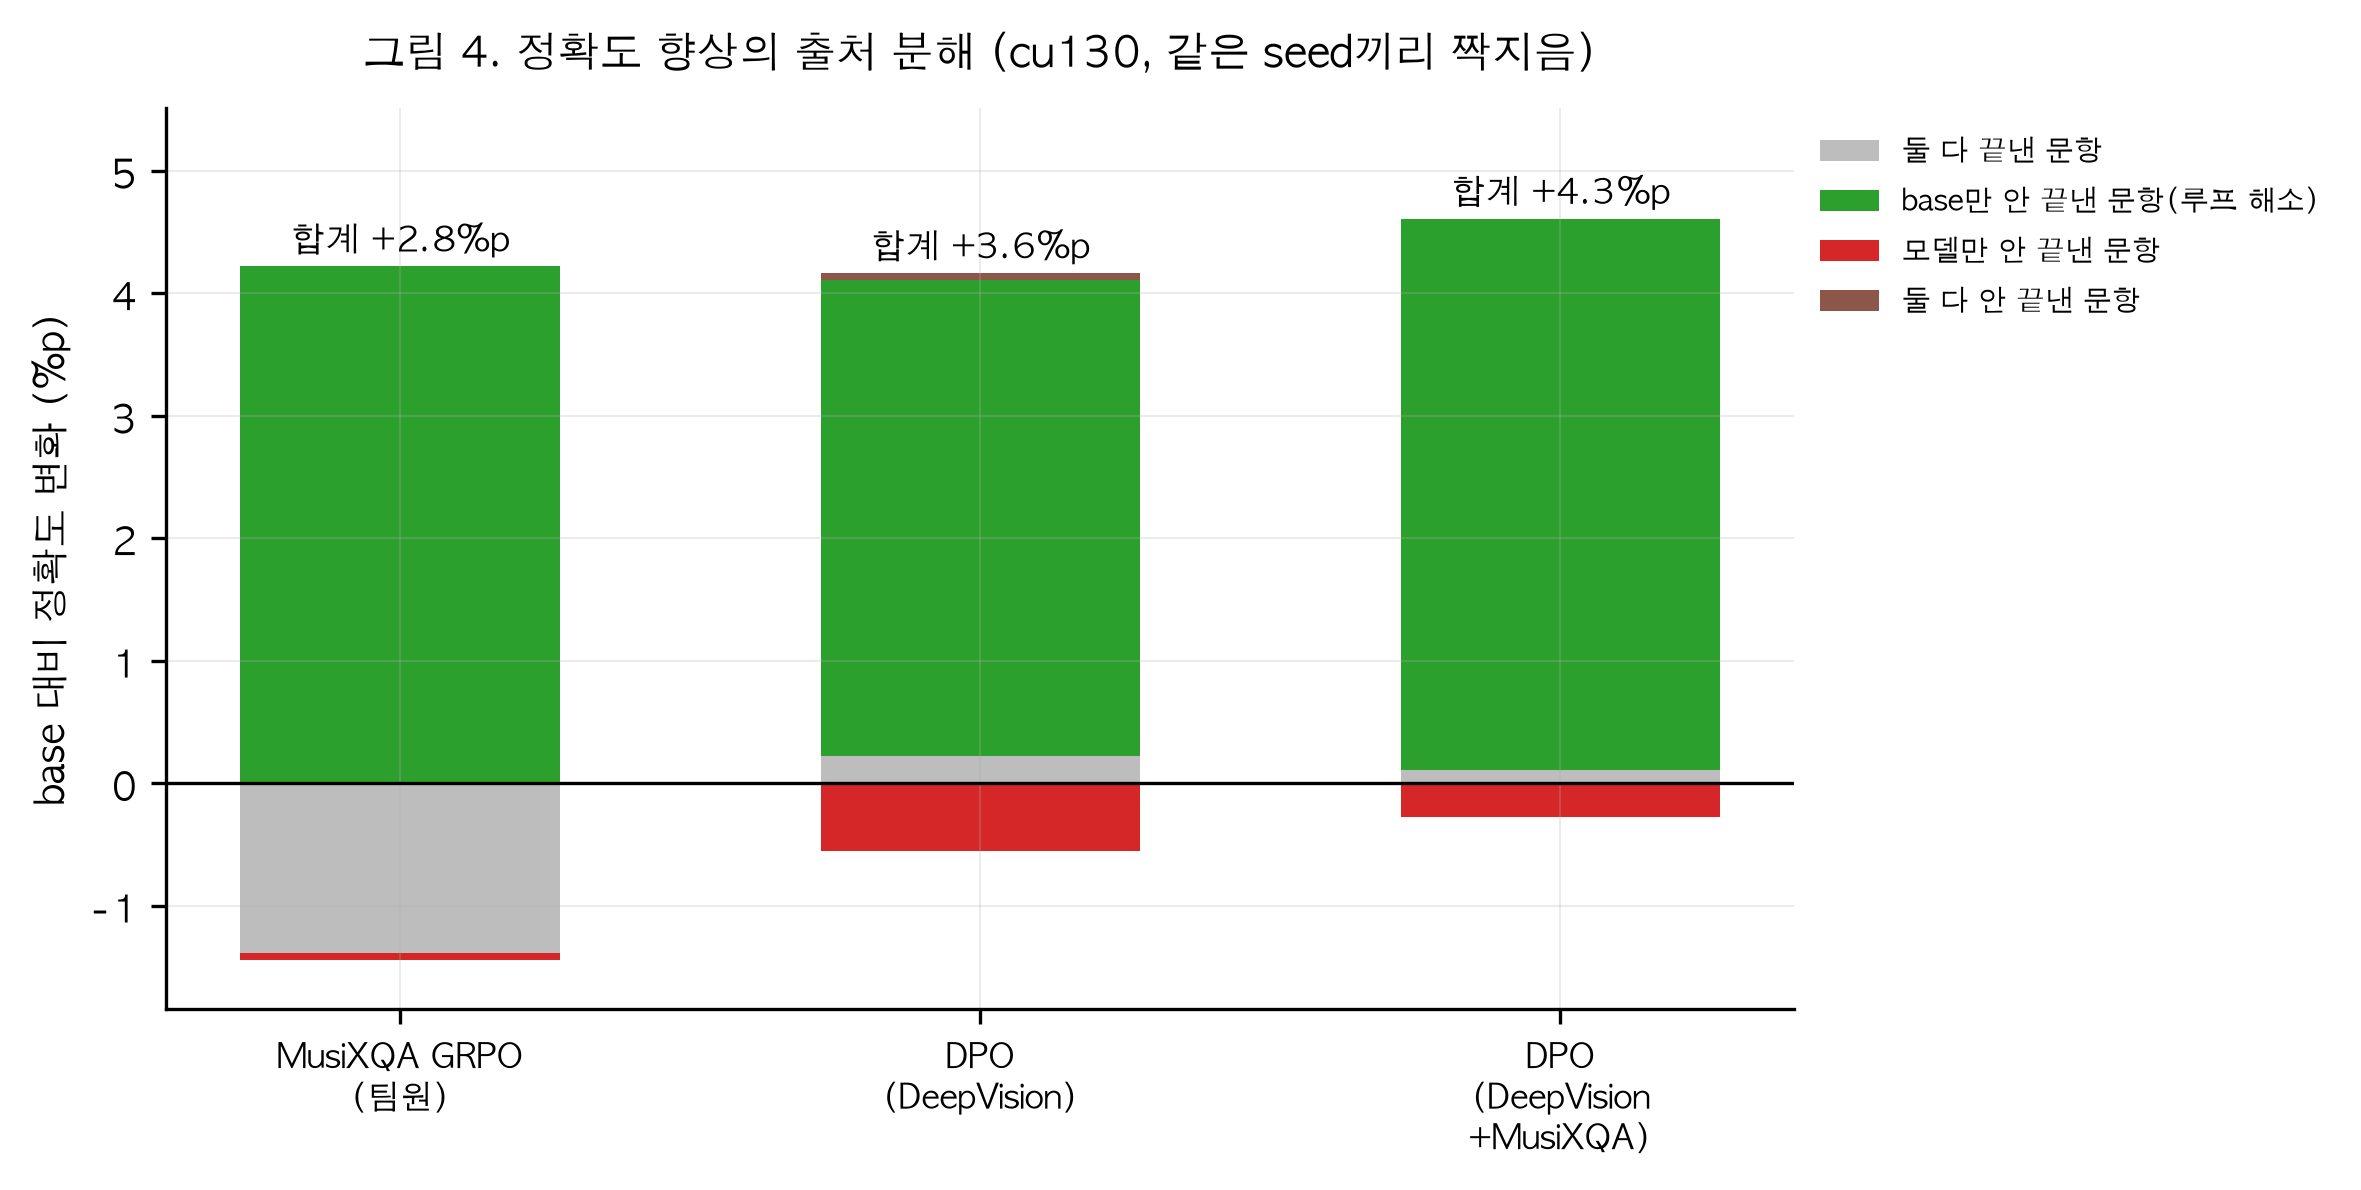 그림 4. 정확도 향상의 출처 분해 (cu130, 같은 seed끼리 짝지음)
base 대비 정확도 변화 (%p)
5
4
3
2
1
0
-1
합계 +2.8%p
합계 +3.6%p
합계 +4.3%p
MusiXQA GRPO
(팀원)
DPO
(DeepVision)
DPO
(DeepVision
+MusiXQA)
둘 다 끝낸 문항
base만 안 끝낸 문항(루프 해소)
모델만 안 끝낸 문항
둘 다 안 끝낸 문항